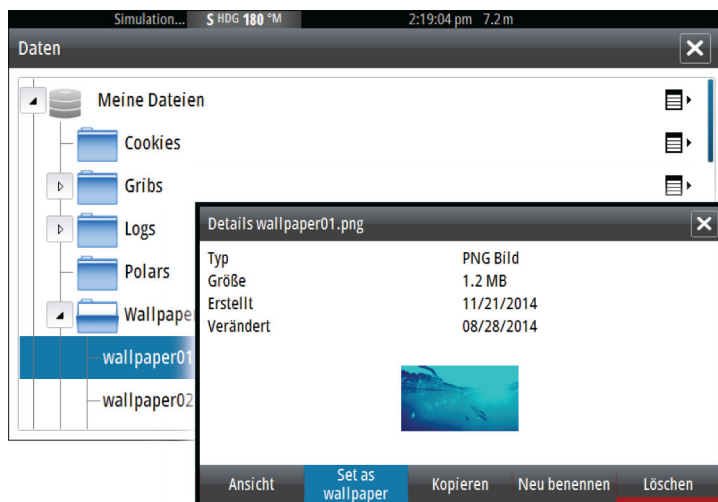 Simulation... S HDG 180 °M 2:19:04 pm 7.2 m
Daten
Meine Dateien
Cookies
Gribs
Logs
Polars
Wallpape
wallpaper01
wallpaper02
Details wallpaper01.png
Typ PNG Bild
Größe 1.2 MB
Erstellt 11/21/2014
Verändert 08/28/2014
Ansicht Set as wallpaper Kopieren Neu benennen Löschen